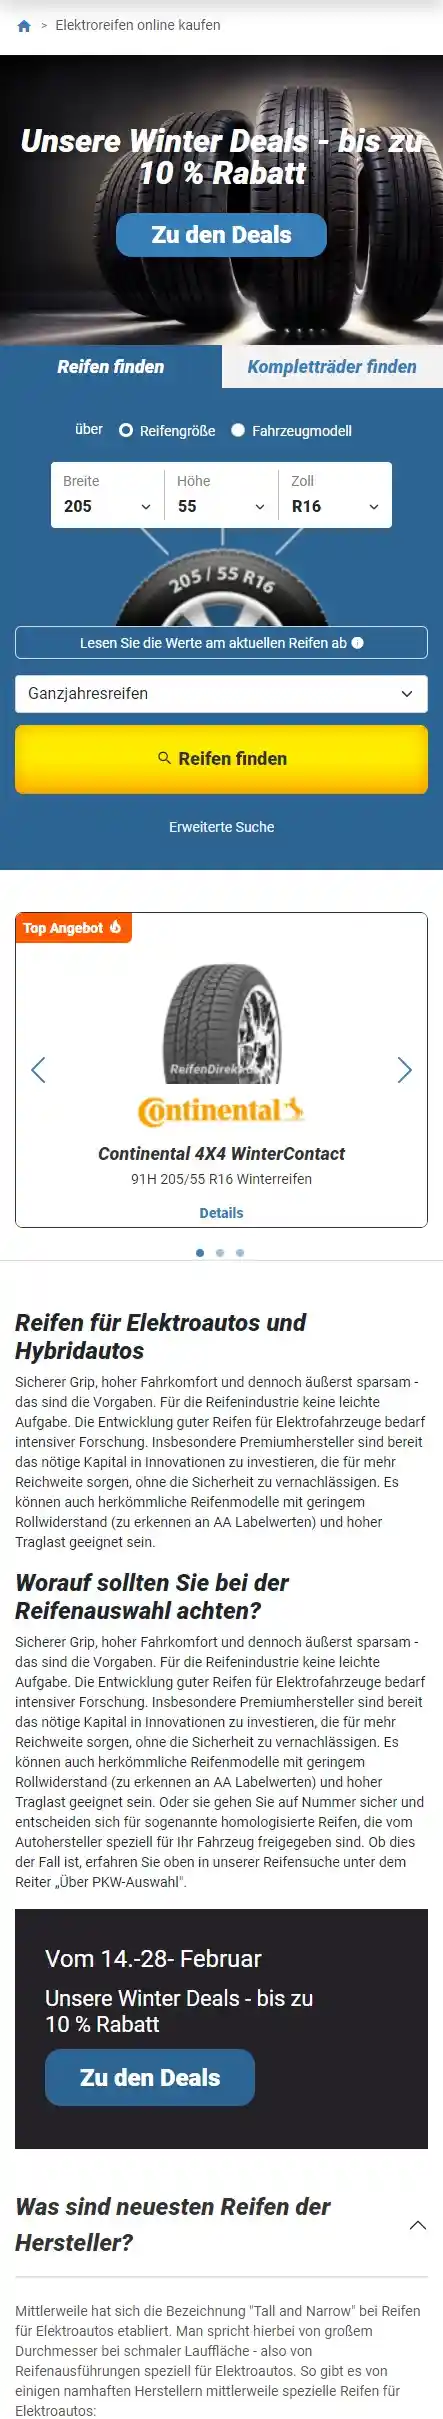 > Elektroreifen online kaufen
Unsere Winter Deals - bis zu
10 % Rabatt
Zu den Deals
Reifen finden Kompletträder finden
über Reifengröße Fahrzeugmodell
Breite Höhe Zoll
205 55 R16
205 / 55 R16
Lesen Sie die Werte am aktuellen Reifen ab
Ganzjahresreifen
Reifen finden
Erweiterte Suche
Top Angebot
Continental
Continental 4X4 WinterContact
91H 205/55 R16 Winterreifen
Details
Reifen für Elektroautos und
Hybridautos
Sicherer Grip, hoher Fahrkomfort und dennoch äußerst sparsam -
das sind die Vorgaben. Für die Reifenindustrie keine leichte
Aufgabe. Die Entwicklung guter Reifen für Elektrofahrzeuge bedarf
intensiver Forschung. Insbesondere Premiumhersteller sind bereit
das nötige Kapital in Innovationen zu investieren, die für mehr
Reichweite sorgen, ohne die Sicherheit zu vernachlässigen. Es
können auch herkömmliche Reifenmodelle mit geringem
Rollwiderstand (zu erkennen an AA Labelwerten) und hoher
Traglast geeignet sein.
Worauf sollten Sie bei der
Reifenauswahl achten?
Sicherer Grip, hoher Fahrkomfort und dennoch äußerst sparsam -
das sind die Vorgaben. Für die Reifenindustrie keine leichte
Aufgabe. Die Entwicklung guter Reifen für Elektrofahrzeuge bedarf
intensiver Forschung. Insbesondere Premiumhersteller sind bereit
das nötige Kapital in Innovationen zu investieren, die für mehr
Reichweite sorgen, ohne die Sicherheit zu vernachlässigen. Es
können auch herkömmliche Reifenmodelle mit geringem
Rollwiderstand (zu erkennen an AA Labelwerten) und hoher
Traglast geeignet sein. Oder sie gehen Sie auf Nummer sicher und
entscheiden sich für sogenannte homologisierte Reifen, die vom
Autohersteller speziell für Ihr Fahrzeug freigegeben sind. Ob dies
der Fall ist, erfahren Sie oben in unserer Reifensuche unter dem
Reiter „Über PKW-Auswahl".
Vom 14.-28- Februar
Unsere Winter Deals - bis zu
10 % Rabatt
Zu den Deals
Was sind neuesten Reifen der
Hersteller?
Mittlerweile hat sich die Bezeichnung "Tall and Narrow" bei Reifen
für Elektroautos etabliert. Man spricht hierbei von großem
Durchmesser bei schmaler Lauffläche - also von
Reifenausführungen speziell für Elektroautos. So gibt es von
einigen namhaften Herstellern mittlerweile spezielle Reifen für
Elektroautos: